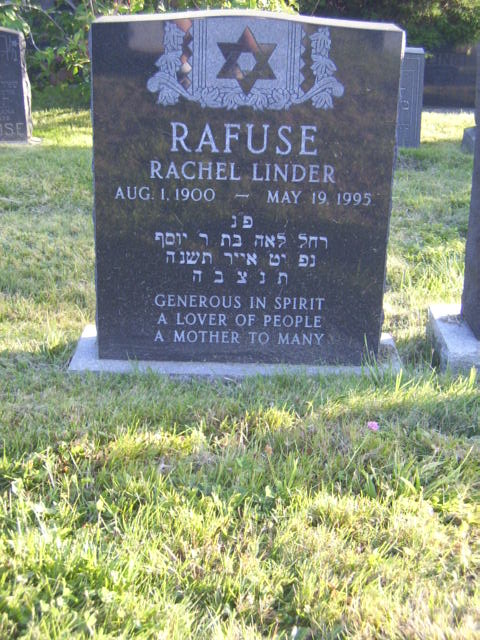 RAFUSE
RACHEL LINDER
AUG. 1. 1900 — MAY 19, 1995
פ נ
רחל לאה בת ר יוסף
נפ יט אייר תשנה
ת נ צ ב ה
GENEROUS IN SPIRIT
A LOVER OF PEOPLE
A MOTHER TO MANY